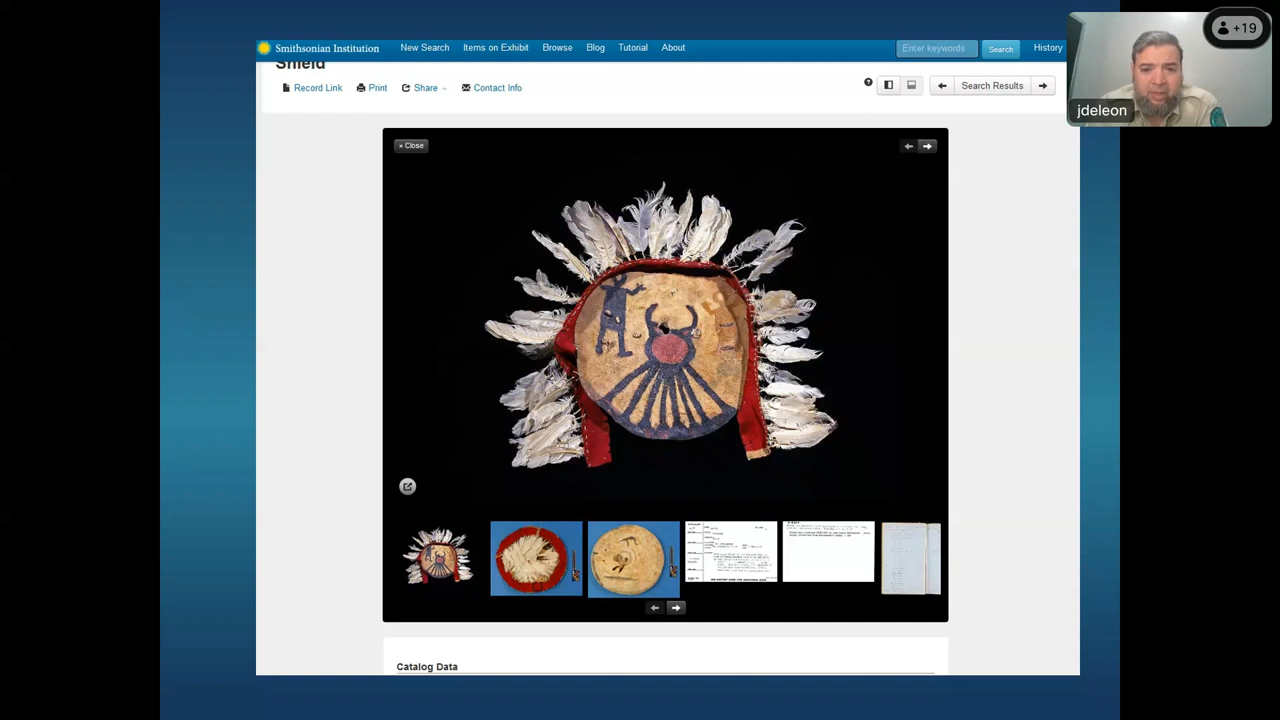 Smithsonian Institution New Search Items on Exhibit Browse Blog Tutorial About Enter keywords Search History
+19
Shield
Record Link Print Share Contact Info Search Results
jdeleon
× Close
Catalog Data